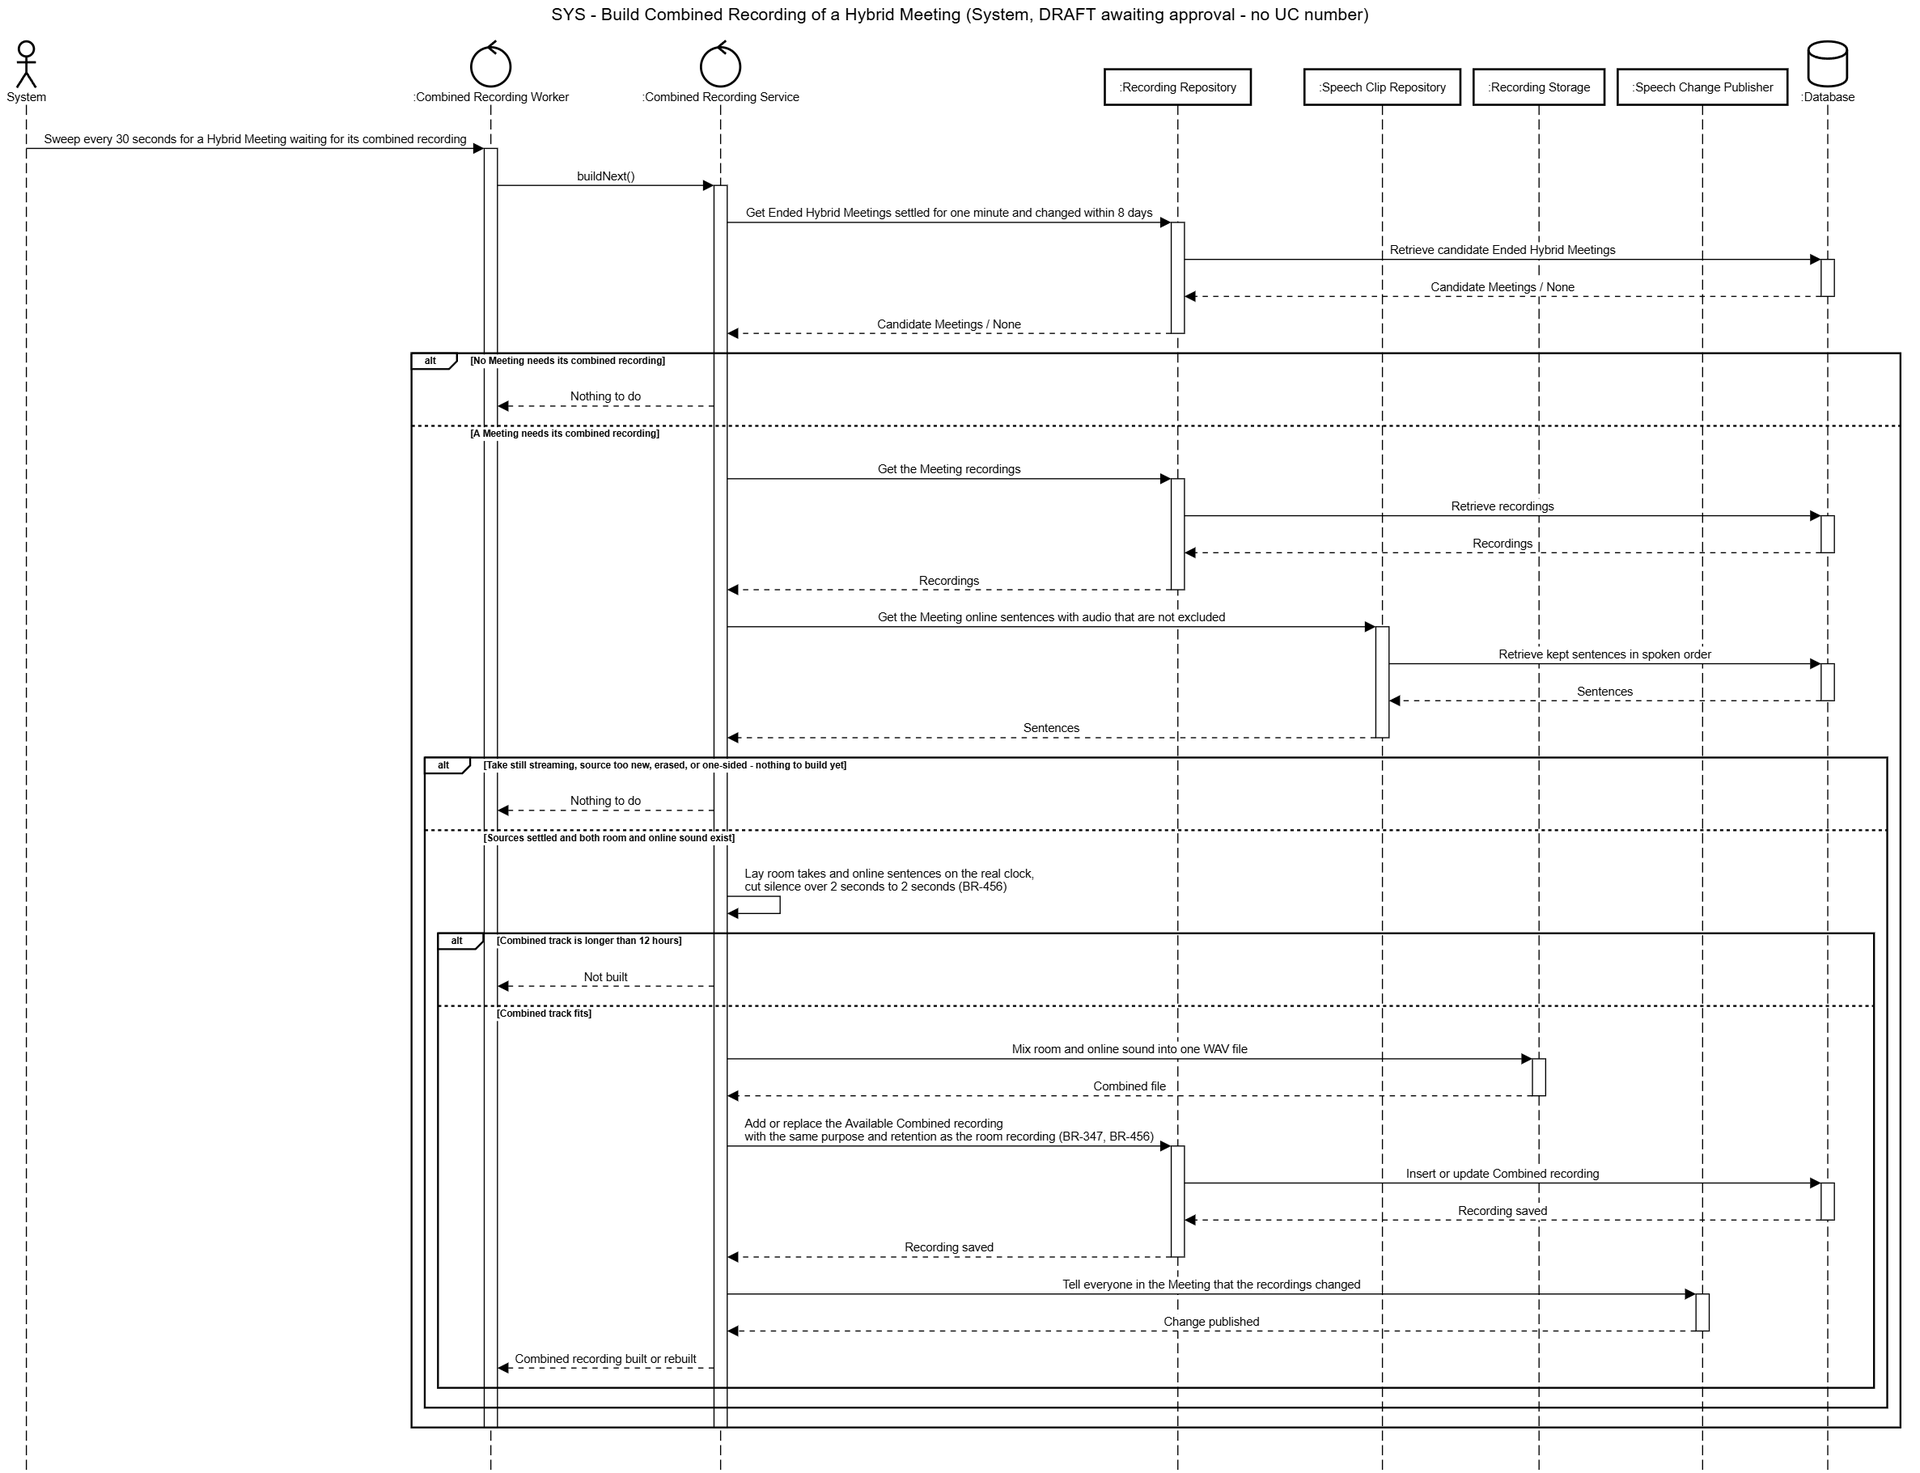 SYS - Build Combined Recording of a Hybrid Meeting (System, DRAFT awaiting approval - no UC number)
System
:Combined Recording Worker
:Combined Recording Service
:Recording Repository
:Speech Clip Repository
:Recording Storage
:Speech Change Publisher
:Database
Sweep every 30 seconds for a Hybrid Meeting waiting for its combined recording
buildNext()
Get Ended Hybrid Meetings settled for one minute and changed within 8 days
Retrieve candidate Ended Hybrid Meetings
Candidate Meetings / None
Candidate Meetings / None
alt
[No Meeting needs its combined recording]
Nothing to do
[A Meeting needs its combined recording]
Get the Meeting recordings
Retrieve recordings
Recordings
Recordings
Get the Meeting online sentences with audio that are not excluded
Retrieve kept sentences in spoken order
Sentences
Sentences
alt
[Take still streaming, source too new, erased, or one-sided - nothing to build yet]
Nothing to do
[Sources settled and both room and online sound exist]
Lay room takes and online sentences on the real clock,
cut silence over 2 seconds to 2 seconds (BR-456)
alt
[Combined track is longer than 12 hours]
Not built
[Combined track fits]
Mix room and online sound into one WAV file
Combined file
Add or replace the Available Combined recording
with the same purpose and retention as the room recording (BR-347, BR-456)
Insert or update Combined recording
Recording saved
Recording saved
Tell everyone in the Meeting that the recordings changed
Change published
Combined recording built or rebuilt